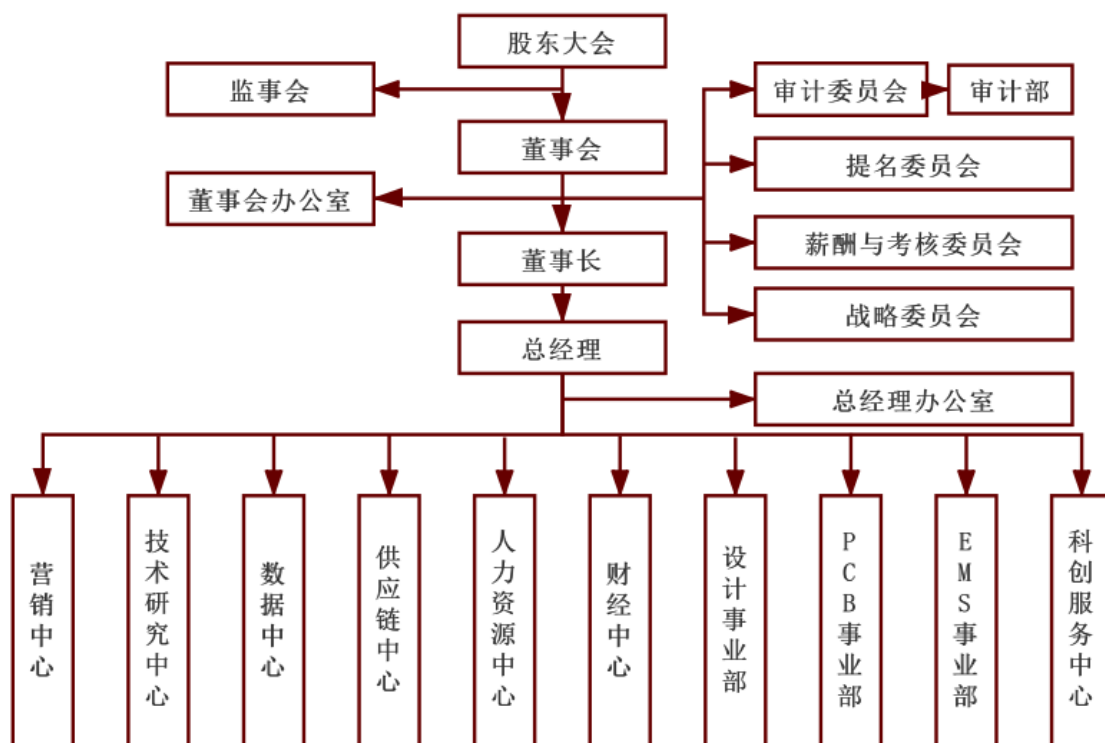 股东大会
监事会
审计委员会
审计部
董事会
提名委员会
董事会办公室
薪酬与考核委员会
董事长
战略委员会
总经理
总经理办公室
营销中心
技术研究中心
数据中心
供应链中心
人力资源中心
财经中心
设计事业部
PCB事业部
EMS事业部
科创服务中心